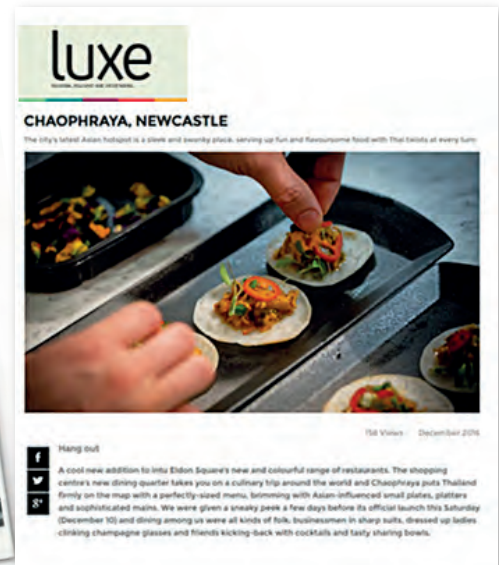 luxe
CHAOPHRAYA, NEWCASTLE
The city's latest Asian hotspot is a sleek and swanky place, serving up fun and flavoursome food with Thai twists at every turn
158 Views December 2016
Hang out
A cool new addition to intu Eldon Square's new and colourful range of restaurants. The shopping
centre's new dining quarter takes you on a culinary trip around the world and Chaophraya puts Thailand
firmly on the map with a perfectly-sized menu, brimming with Asian-influenced small plates, platters
and sophisticated mains. We were given a sneaky peek a few days before its official launch this Saturday
(December 10) and dining among us were all kinds of folk, businessmen in sharp suits, dressed up ladies
clinking champagne glasses and friends kicking-back with cocktails and tasty sharing bowls.